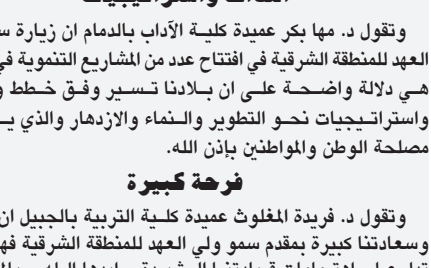 وتقول د. مها بكر عميدة كلية الآداب بالدمام ان زيارة
العهد للمنطقة الشرقية في افتتاح عدد من المشاريع التنموية
هي دلالة واضحة على ان بلادنا تسير وفق خطط
واستراتيجيات نحو التطوير والنماء والازدهار والذي
مصلحة الوطن والمواطنين بإذن الله.
فرحة كبيرة
وتقول د. فريدة المغلوث عميدة كلية التربية بالجبيل ان
وسعادتنا كبيرة بمقدم سمو ولي العهد للمنطقة الشرقية